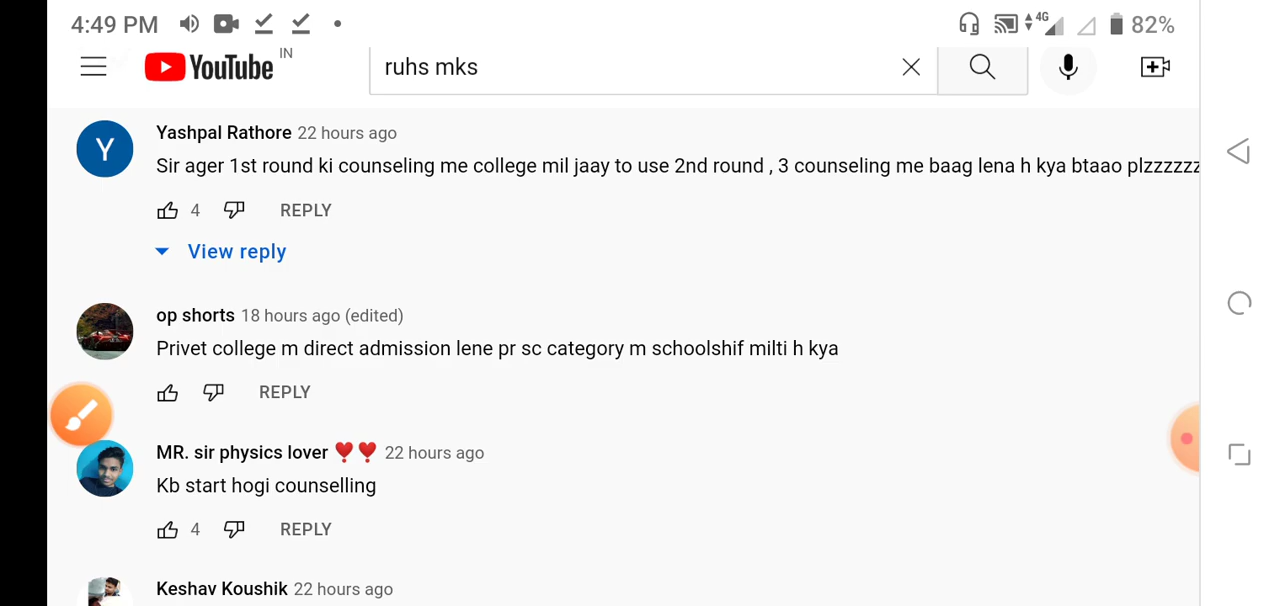 4:49 PM 4G 82%
YouTube IN
ruhs mks
Y
Yashpal Rathore 22 hours ago
Sir ager 1st round ki counseling me college mil jaay to use 2nd round , 3 counseling me baag lena h kya btaao plzzzzzz
4 REPLY
View reply
op shorts 18 hours ago (edited)
Privet college m direct admission lene pr sc category m schoolshif milti h kya
REPLY
MR. sir physics lover ❣❣ 22 hours ago
Kb start hogi counselling
4 REPLY
Keshav Koushik 22 hours ago